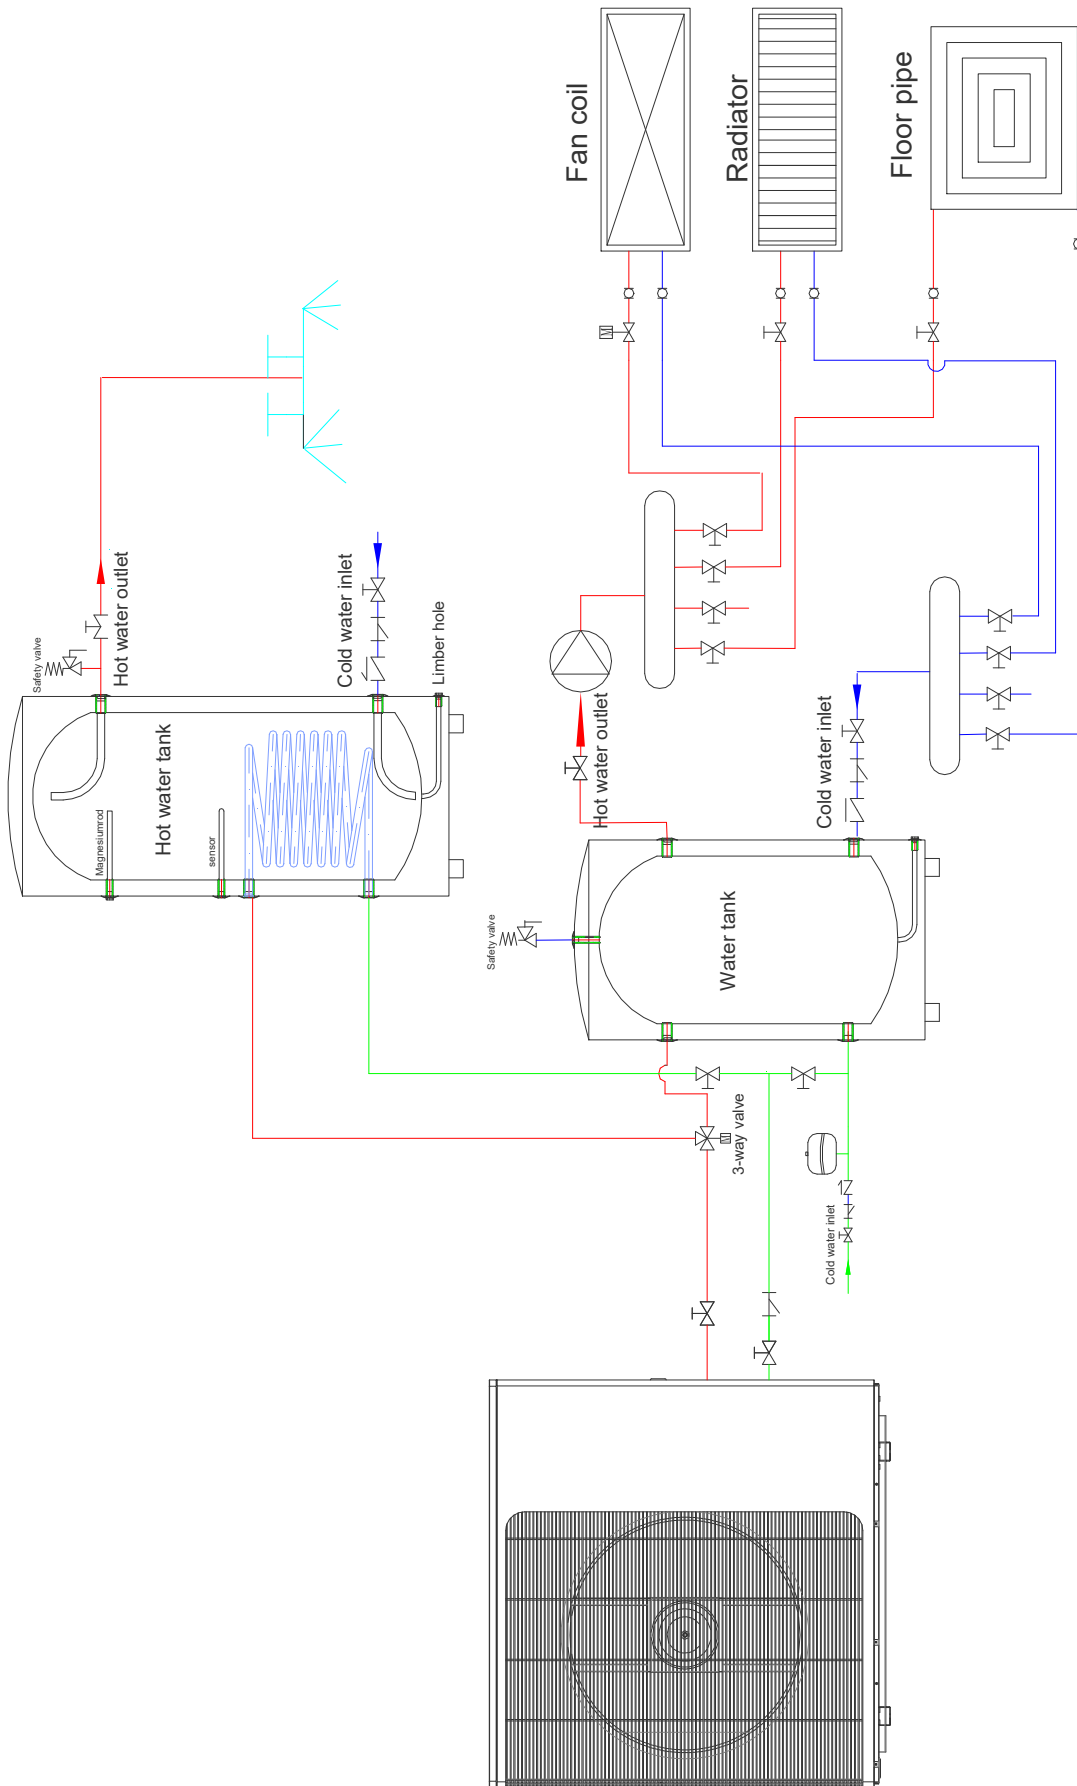 Safety valve
Hot water outlet
Cold water inlet
Limber hole
Hot water tank
Magnesiumrod
sensor
Fan coil
Radiator
Floor pipe
M
Hot water outlet
Cold water inlet
Safety valve
Water tank
3-way valve
M
Cold water inlet